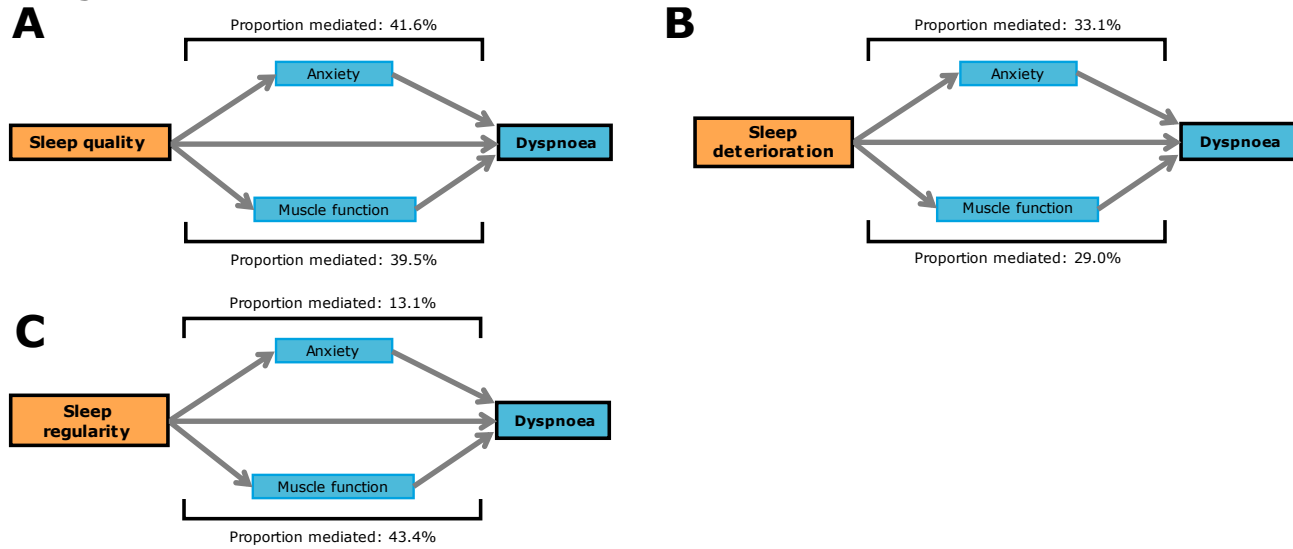 A
Proportion mediated: 41.6%
Anxiety
Sleep quality
Dyspnoea
Muscle function
Proportion mediated: 39.5%
B
Proportion mediated: 33.1%
Anxiety
Sleep
deterioration
Dyspnoea
Muscle function
Proportion mediated: 29.0%
C
Proportion mediated: 13.1%
Anxiety
Sleep
regularity
Dyspnoea
Muscle function
Proportion mediated: 43.4%